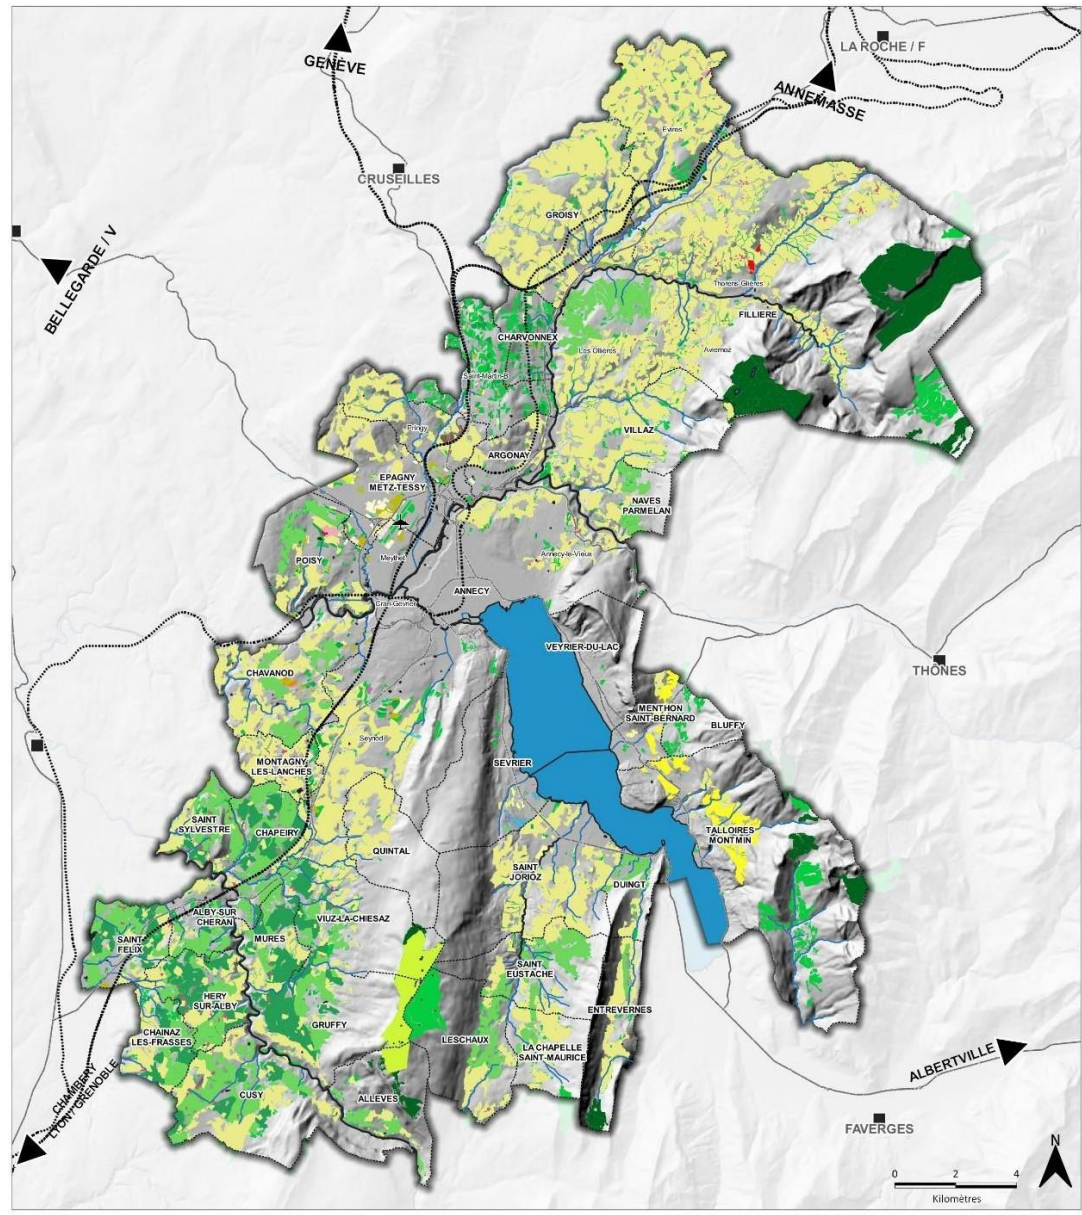 LA ROCHE / F
GENÈVE
ANNEMASSE
Evires
CRUSEILLES
GROISY
BELLEGARDE / V
Thorens-Glières
FILLIERE
CHARVONNEX
Les Ollières
Aviernoz
Saint-Martin-B
Pringy
VILLAZ
ARGONAY
EPAGNY
METZ-TESSY
NAVES
PARMELAN
Annecy-le-Vieux
Meythet
POISY
ANNECY
Cran-Gevrier
VEYRIER-DU-LAC
THÔNES
CHAVANOD
MENTHON
SAINT-BERNARD
BLUFFY
Seynod
MONTAGNY
LES-LANCHES
SEVRIER
SAINT
SYLVESTRE
CHAPEIRY
TALLOIRES
MONTMIN
QUINTAL
SAINT
JORIOZ
DUINGT
ALBY-SUR
CHERAN
VIUZ-LA-CHIESAZ
SAINT
FELIX
MURES
SAINT
EUSTACHE
HERY
SUR-ALBY
ENTREVERNES
GRUFFY
CHAINAZ
LES-FRASSES
LESCHAUX
LA CHAPELLE
SAINT-MAURICE
ALBERTVILLE
CHAMBERY
LYON / GRENOBLE
CUSY
ALLEVES
FAVERGES
N
0 2 4
Kilomètres